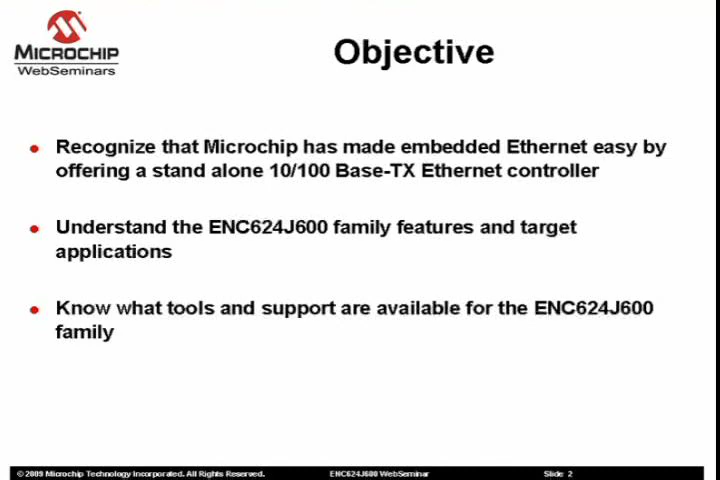 MICROCHIP
WebSeminars
Objective
Recognize that Microchip has made embedded Ethernet easy by
offering a stand alone 10/100 Base-TX Ethernet controller
Understand the ENC624J600 family features and target
applications
Know what tools and support are available for the ENC624J600
family
© 2009 Microchip Technology Incorporated. All Rights Reserved. ENC624J600 WebSeminar Slide 2